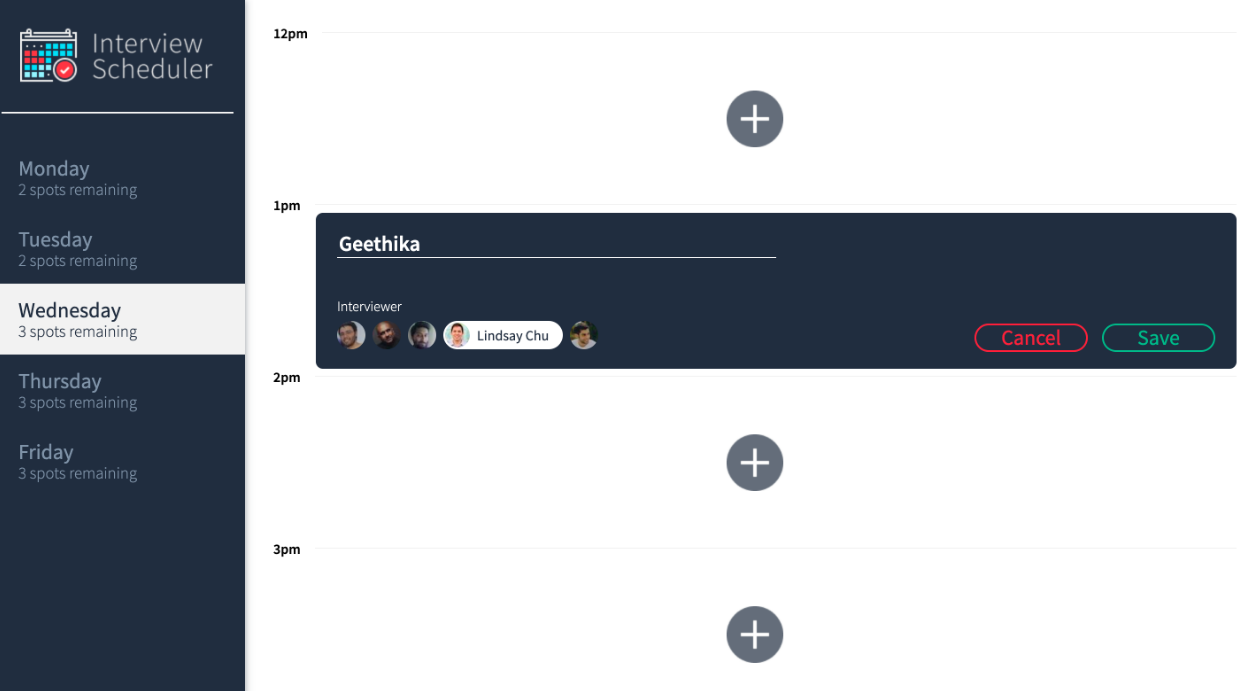 Interview
Scheduler
Monday
2 spots remaining
Tuesday
2 spots remaining
Wednesday
3 spots remaining
Thursday
3 spots remaining
Friday
3 spots remaining
12pm
1pm
Geethika
Interviewer
Lindsay Chu
Cancel
Save
2pm
3pm